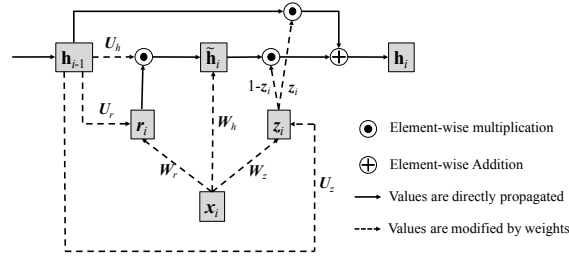 U_h
h_{i-1}
h̃_i
h_i
1-z_i
z_i
U_r
r_i
W_h
z_i
Element-wise multiplication
W_r
W_z
U_z
Element-wise Addition
x_i
Values are directly propagated
Values are modified by weights